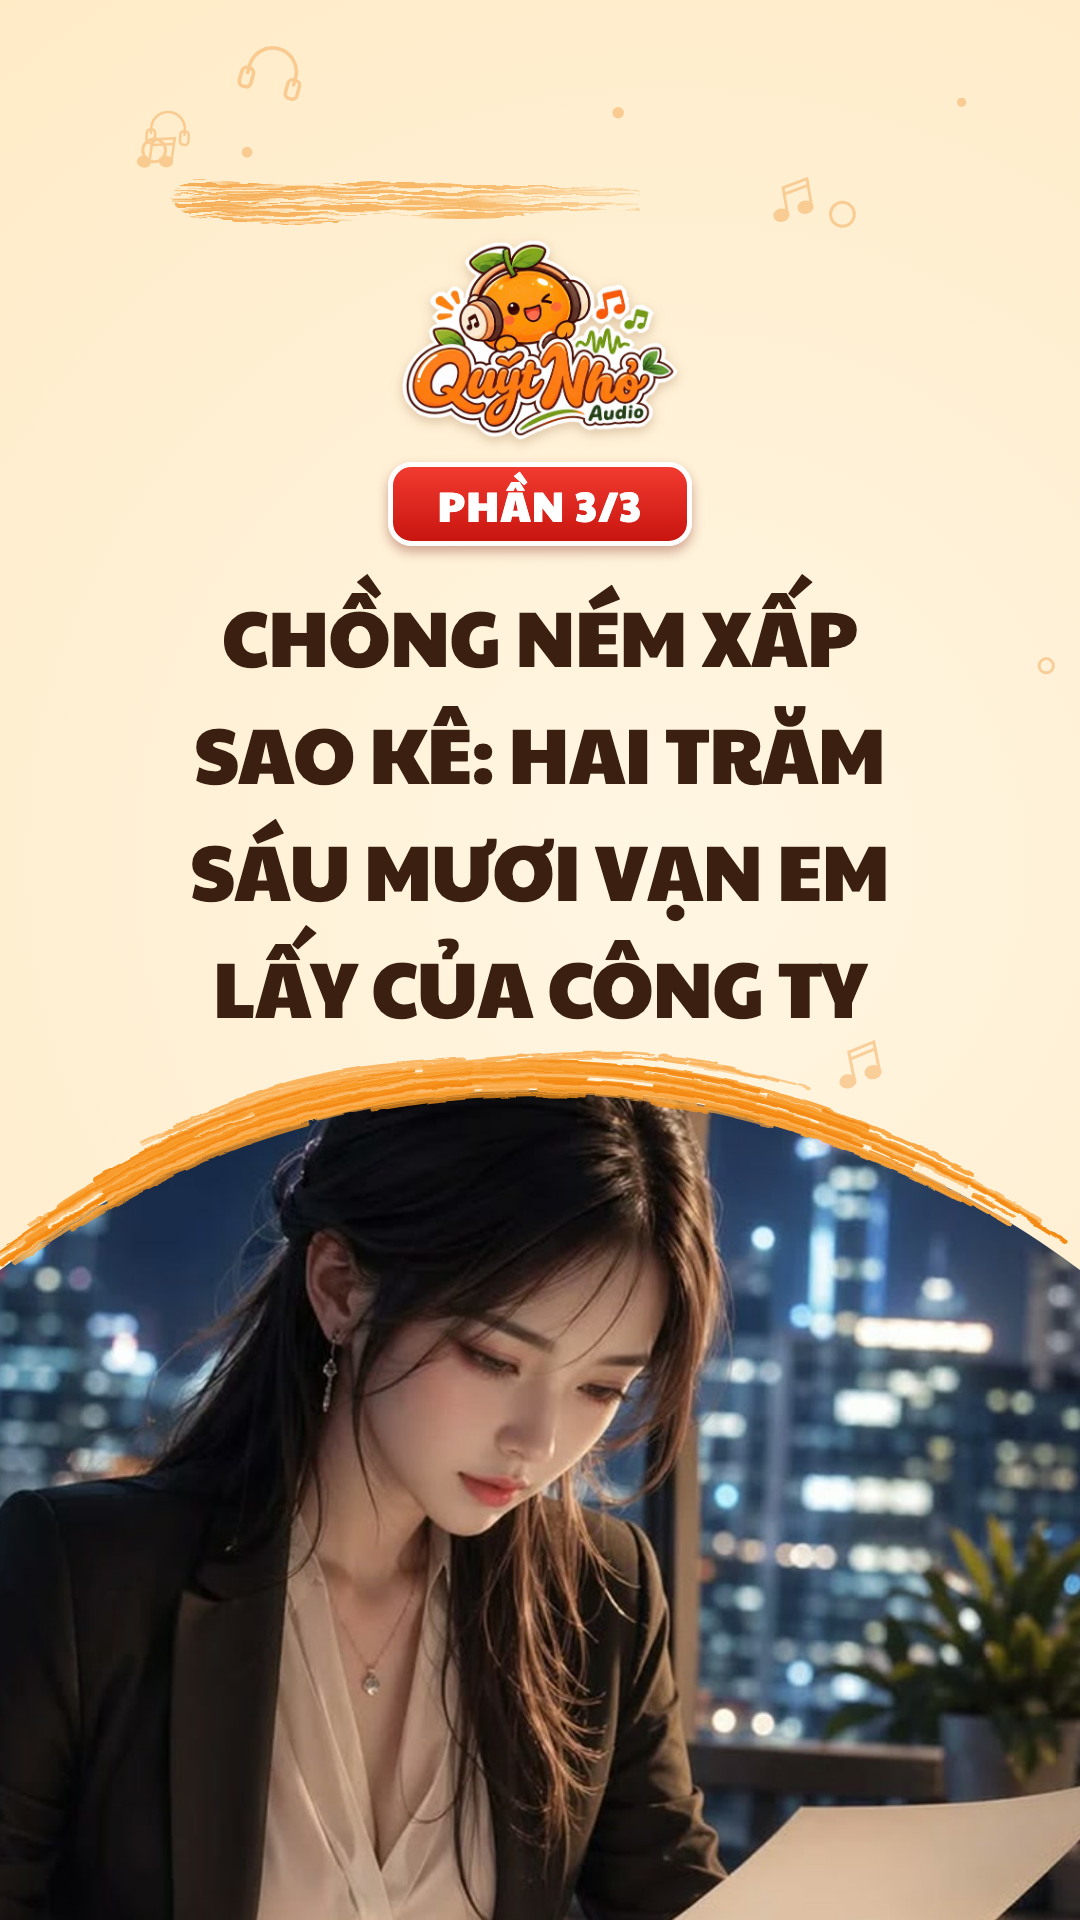 Quýt Nhỏ
Audio
PHẦN 3/3
CHỒNG NÉM XẤP
SAO KÊ: HAI TRĂM
SÁU MƯƠI VẠN EM
LẤY CỦA CÔNG TY